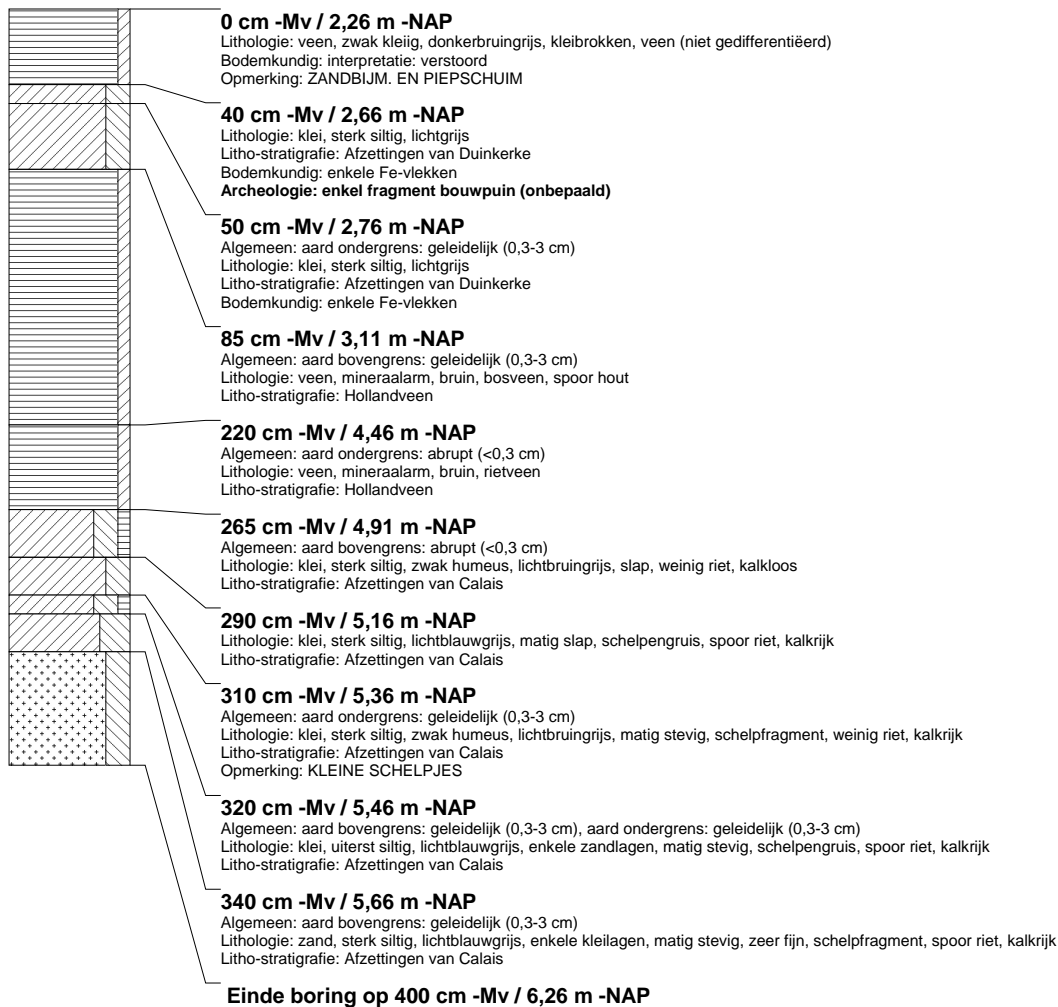 0 cm -Mv / 2,26 m -NAP
Lithologie: veen, zwak kleiig, donkerbruingrijs, kleibrokken, veen (niet gedifferentiëerd)
Bodemkundig: interpretatie: verstoord
Opmerking: ZANDBIJM. EN PIEPSCHUIM
40 cm -Mv / 2,66 m -NAP
Lithologie: klei, sterk siltig, lichtgrijs
Litho-stratigrafie: Afzettingen van Duinkerke
Bodemkundig: enkele Fe-vlekken
Archeologie: enkel fragment bouwpuin (onbepaald)
50 cm -Mv / 2,76 m -NAP
Algemeen: aard ondergrens: geleidelijk (0,3-3 cm)
Lithologie: klei, sterk siltig, lichtgrijs
Litho-stratigrafie: Afzettingen van Duinkerke
Bodemkundig: enkele Fe-vlekken
85 cm -Mv / 3,11 m -NAP
Algemeen: aard bovengrens: geleidelijk (0,3-3 cm)
Lithologie: veen, mineraalarm, bruin, bosveen, spoor hout
Litho-stratigrafie: Hollandveen
220 cm -Mv / 4,46 m -NAP
Algemeen: aard ondergrens: abrupt (<0,3 cm)
Lithologie: veen, mineraalarm, bruin, rietveen
Litho-stratigrafie: Hollandveen
265 cm -Mv / 4,91 m -NAP
Algemeen: aard bovengrens: abrupt (<0,3 cm)
Lithologie: klei, sterk siltig, zwak humeus, lichtbruingrijs, slap, weinig riet, kalkloos
Litho-stratigrafie: Afzettingen van Calais
290 cm -Mv / 5,16 m -NAP
Lithologie: klei, sterk siltig, lichtblauwgrijs, matig slap, schelpengruis, spoor riet, kalkrijk
Litho-stratigrafie: Afzettingen van Calais
310 cm -Mv / 5,36 m -NAP
Algemeen: aard ondergrens: geleidelijk (0,3-3 cm)
Lithologie: klei, sterk siltig, zwak humeus, lichtbruingrijs, matig stevig, schelpfragment, weinig riet, kalkrijk
Litho-stratigrafie: Afzettingen van Calais
Opmerking: KLEINE SCHELPJES
320 cm -Mv / 5,46 m -NAP
Algemeen: aard bovengrens: geleidelijk (0,3-3 cm), aard ondergrens: geleidelijk (0,3-3 cm)
Lithologie: klei, uiterst siltig, lichtblauwgrijs, enkele zandlagen, matig stevig, schelpengruis, spoor riet, kalkrijk
Litho-stratigrafie: Afzettingen van Calais
340 cm -Mv / 5,66 m -NAP
Algemeen: aard bovengrens: geleidelijk (0,3-3 cm)
Lithologie: zand, sterk siltig, lichtblauwgrijs, enkele kleilagen, matig stevig, zeer fijn, schelpfragment, spoor riet, kalkrijk
Litho-stratigrafie: Afzettingen van Calais
Einde boring op 400 cm -Mv / 6,26 m -NAP